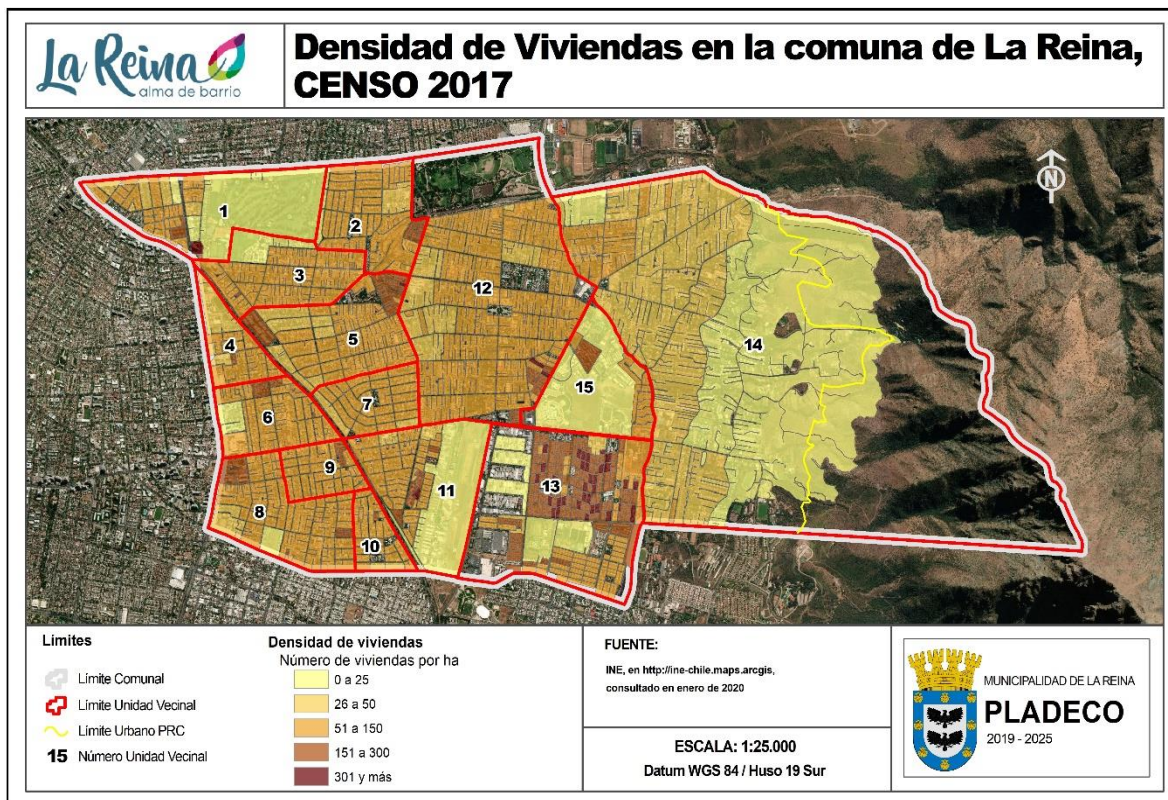 La Reina
alma de barrio
Densidad de Viviendas en la comuna de La Reina,
CENSO 2017
N
1
2
3
12
4
5
14
15
6
7
9
11
13
8
10
Límites
Límite Comunal
Límite Unidad Vecinal
Límite Urbano PRC
15 Número Unidad Vecinal
Densidad de viviendas
Número de viviendas por ha
0 a 25
26 a 50
51 a 150
151 a 300
301 y más
FUENTE:
INE, en http://ine-chile.maps.arcgis,
consultado en enero de 2020
ESCALA: 1:25.000
Datum WGS 84 / Huso 19 Sur
MUNICIPALIDAD DE LA REINA
PLADECO
2019 - 2025